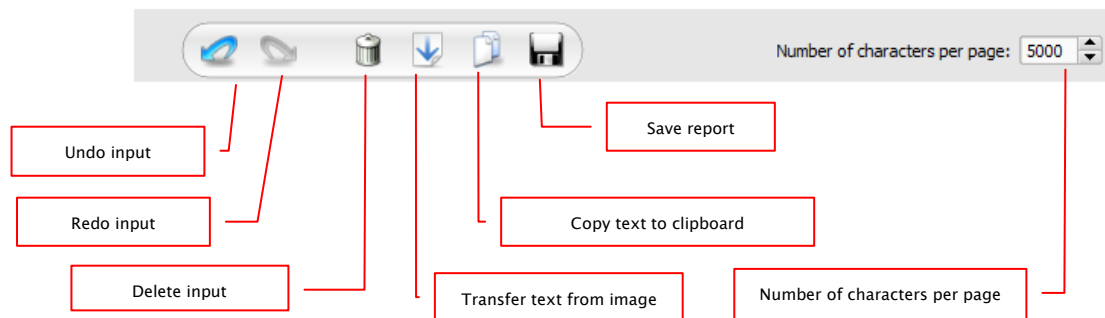 Number of characters per page: 5000
Save report
Undo input
Redo input
Copy text to clipboard
Delete input
Transfer text from image
Number of characters per page